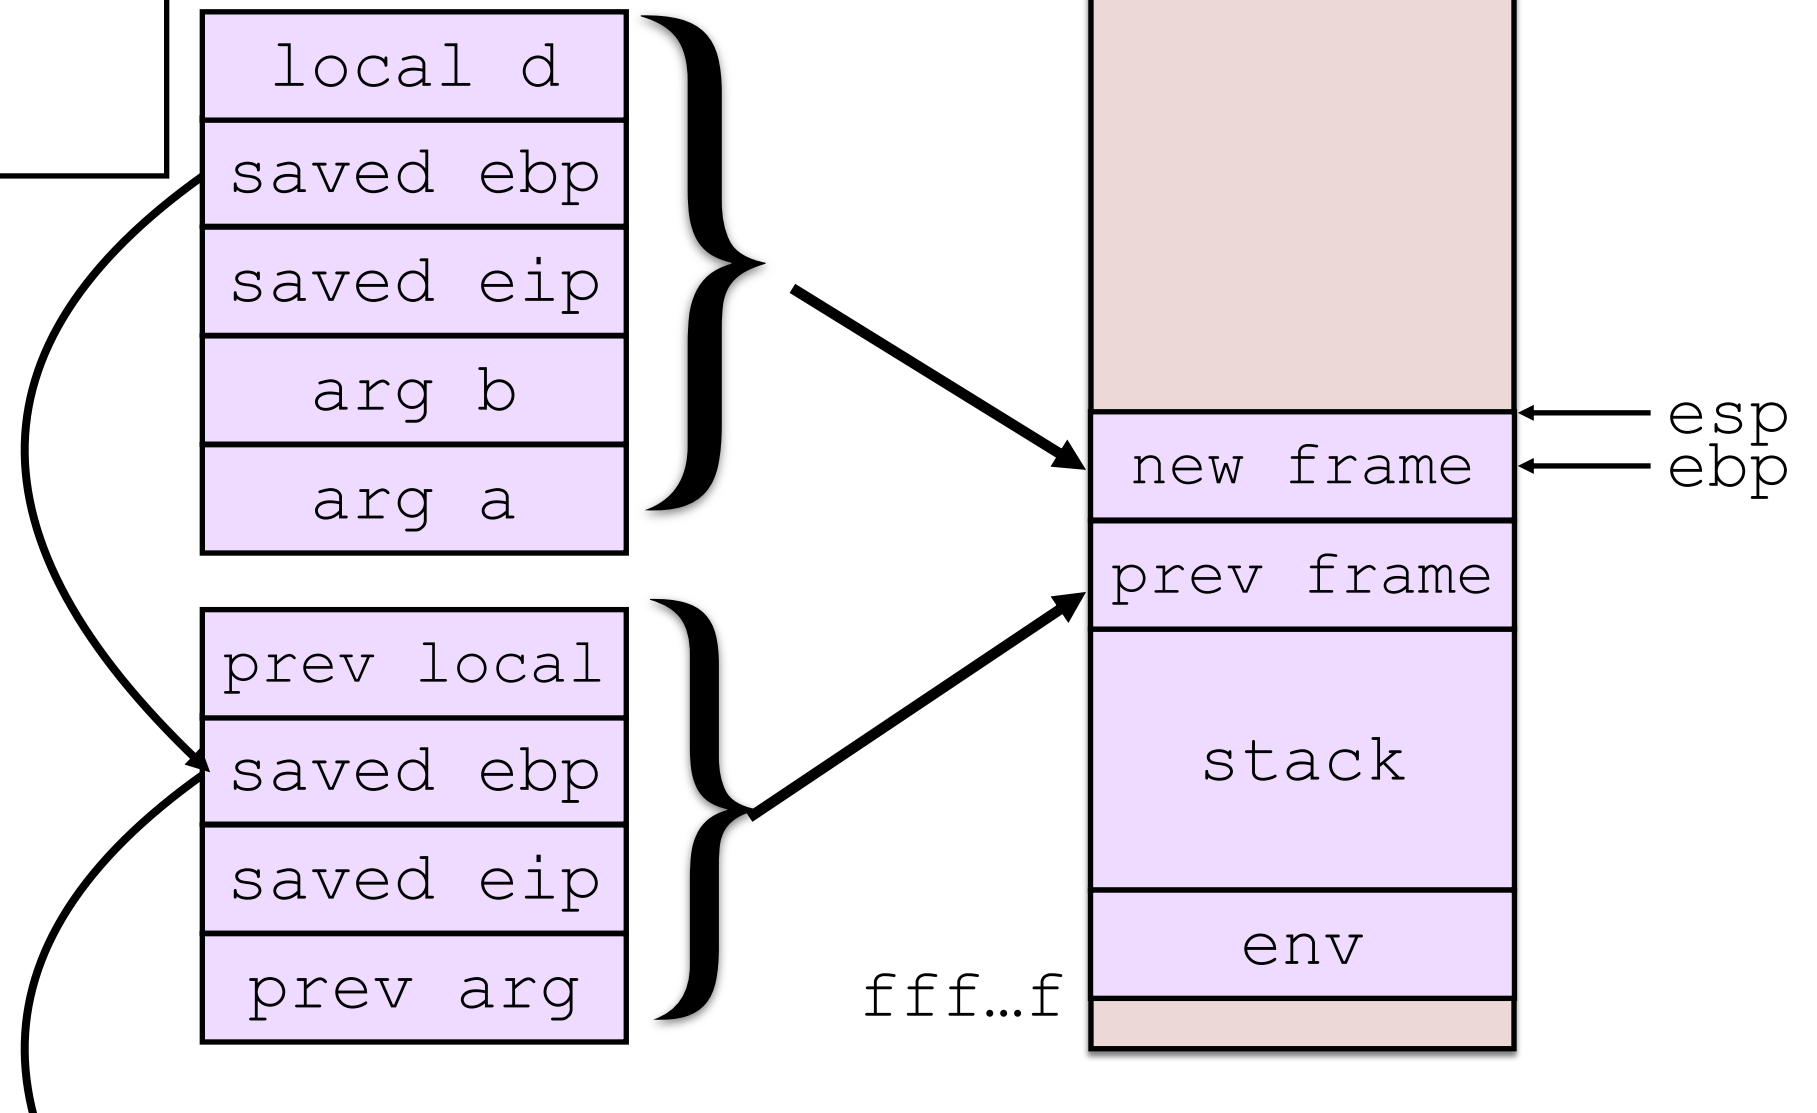 local d
saved ebp
saved eip
arg b
arg a
prev local
saved ebp
saved eip
prev arg
new frame
prev frame
stack
env
fff…f
esp
ebp